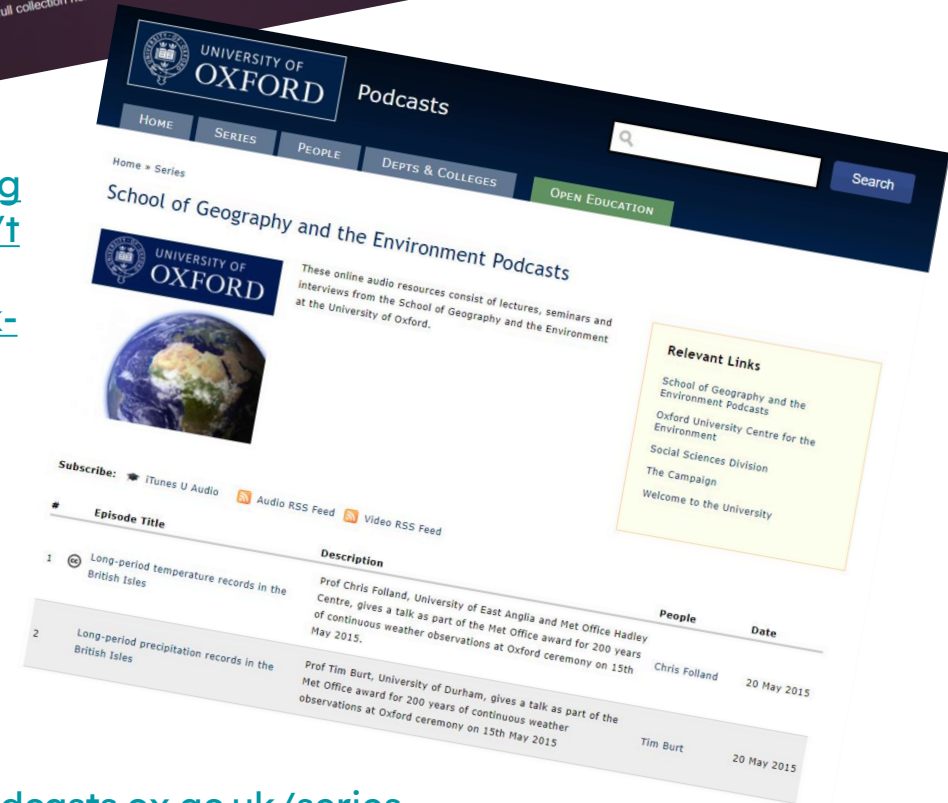 ull collection
UNIVERSITY OF
OXFORD
Podcasts
Search
HOME
SERIES
PEOPLE
DEPTS & COLLEGES
OPEN EDUCATION
Home » Series
School of Geography and the Environment Podcasts
UNIVERSITY OF
OXFORD
These online audio resources consist of lectures, seminars and
interviews from the School of Geography and the Environment
at the University of Oxford.
Relevant Links
School of Geography and the
Environment Podcasts
Oxford University Centre for the
Environment
Social Sciences Division
The Campaign
Welcome to the University
Subscribe: iTunes U Audio Audio RSS Feed Video RSS Feed
# Episode Title Description People Date
1 cc Long-period temperature records in the
British Isles
Prof Chris Folland, University of East Anglia and Met Office Hadley
Centre, gives a talk as part of the Met Office award for 200 years
of continuous weather observations at Oxford ceremony on 15th
May 2015.
Chris Folland
20 May 2015
2 Long-period precipitation records in the
British Isles
Prof Tim Burt, University of Durham, gives a talk as part of the
Met Office award for 200 years of continuous weather
observations at Oxford ceremony on 15th May 2015
Tim Burt
20 May 2015
g
/t
-
dcasts.ox.ac.uk/series